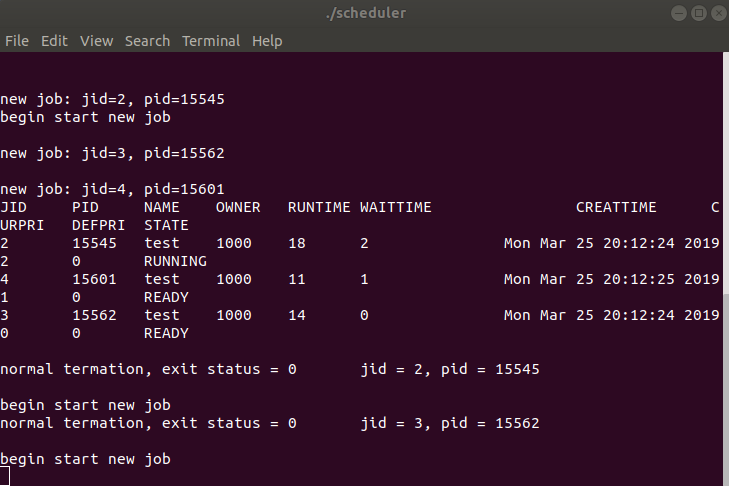 ./scheduler
File Edit View Search Terminal Help
new job: jid=2, pid=15545
begin start new job
new job: jid=3, pid=15562
new job: jid=4, pid=15601
JID PID NAME OWNER RUNTIME WAITTIME CREATTIME C
URPRI DEFPRI STATE
2 15545 test 1000 18 2 Mon Mar 25 20:12:24 2019
2 0 RUNNING
4 15601 test 1000 11 1 Mon Mar 25 20:12:25 2019
1 0 READY
3 15562 test 1000 14 0 Mon Mar 25 20:12:24 2019
0 0 READY
normal termation, exit status = 0 jid = 2, pid = 15545
begin start new job
normal termation, exit status = 0 jid = 3, pid = 15562
begin start new job